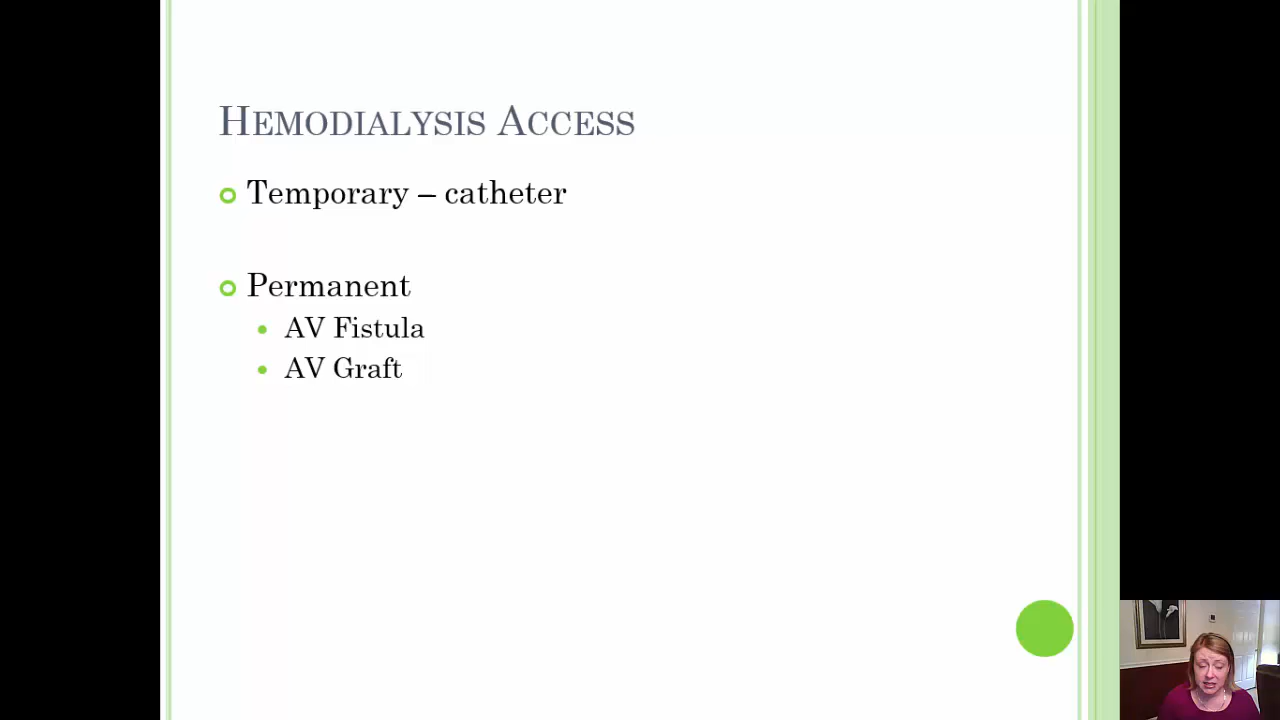 Hemodialysis Access
Temporary – catheter
Permanent
AV Fistula
AV Graft